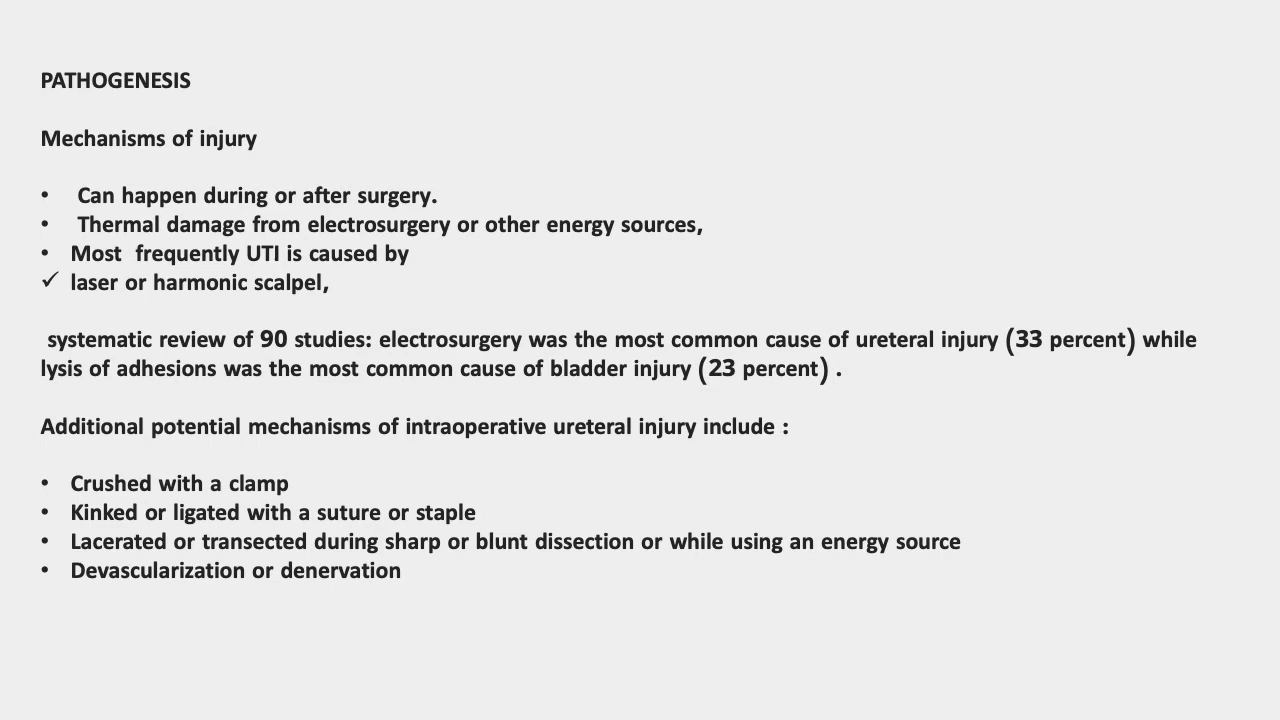 PATHOGENESIS
Mechanisms of injury
• Can happen during or after surgery.
• Thermal damage from electrosurgery or other energy sources,
• Most frequently UTI is caused by
✓ laser or harmonic scalpel,
systematic review of 90 studies: electrosurgery was the most common cause of ureteral injury (33 percent) while
lysis of adhesions was the most common cause of bladder injury (23 percent) .
Additional potential mechanisms of intraoperative ureteral injury include :
• Crushed with a clamp
• Kinked or ligated with a suture or staple
• Lacerated or transected during sharp or blunt dissection or while using an energy source
• Devascularization or denervation